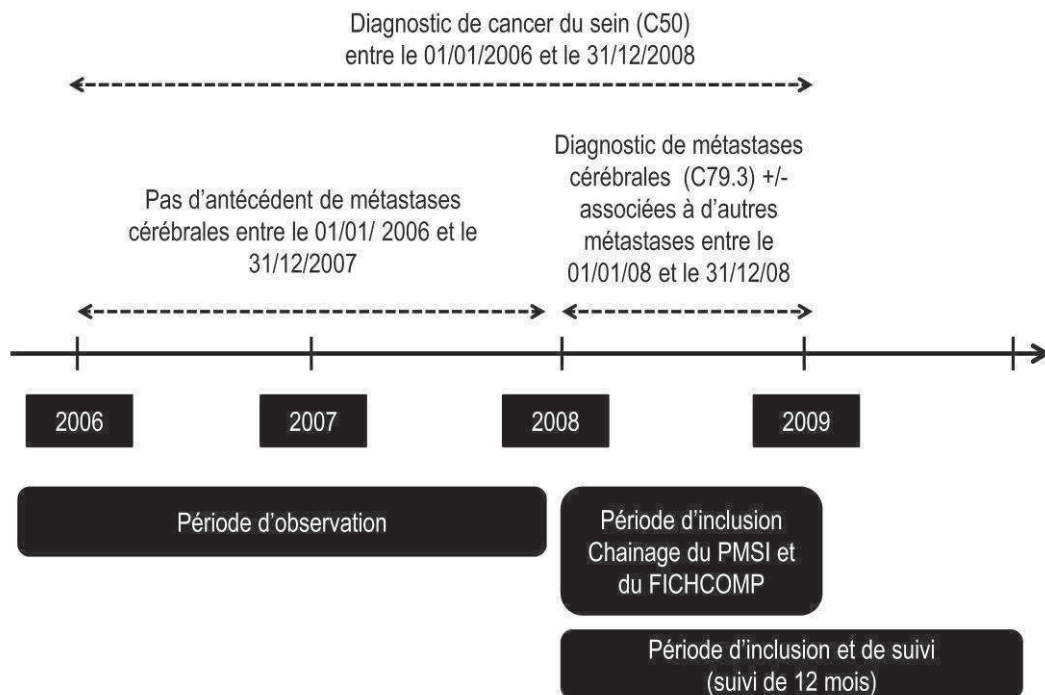 Diagnostic de cancer du sein (C50)
entre le 01/01/2006 et le 31/12/2008
Diagnostic de métastases
cérébrales (C79.3) +/-
associées à d’autres
métastases entre le
01/01/08 et le 31/12/08
Pas d’antécédent de métastases
cérébrales entre le 01/01/ 2006 et le
31/12/2007
2006
2007
2008
2009
Période d’observation
Période d’inclusion
Chainage du PMSI et
du FICHCOMP
Période d’inclusion et de suivi
(suivi de 12 mois)